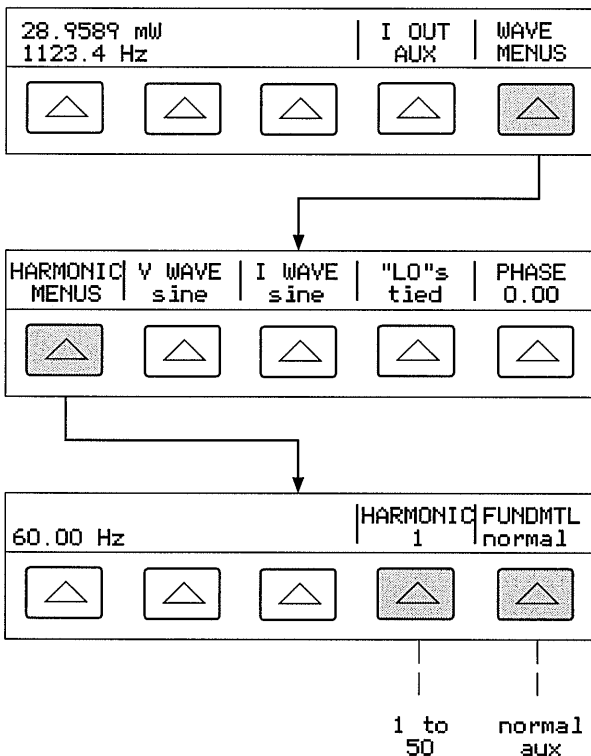 28.9589 mW | I OUT | WAVE
1123.4 Hz AUX MENUS
HARMONIC | V WAVE | I WAVE | "LO"s | PHASE
MENUS sine sine tied 0.00
HARMONIC FUNDMTL
60.00 Hz 1 normal
1 to normal
50 aux